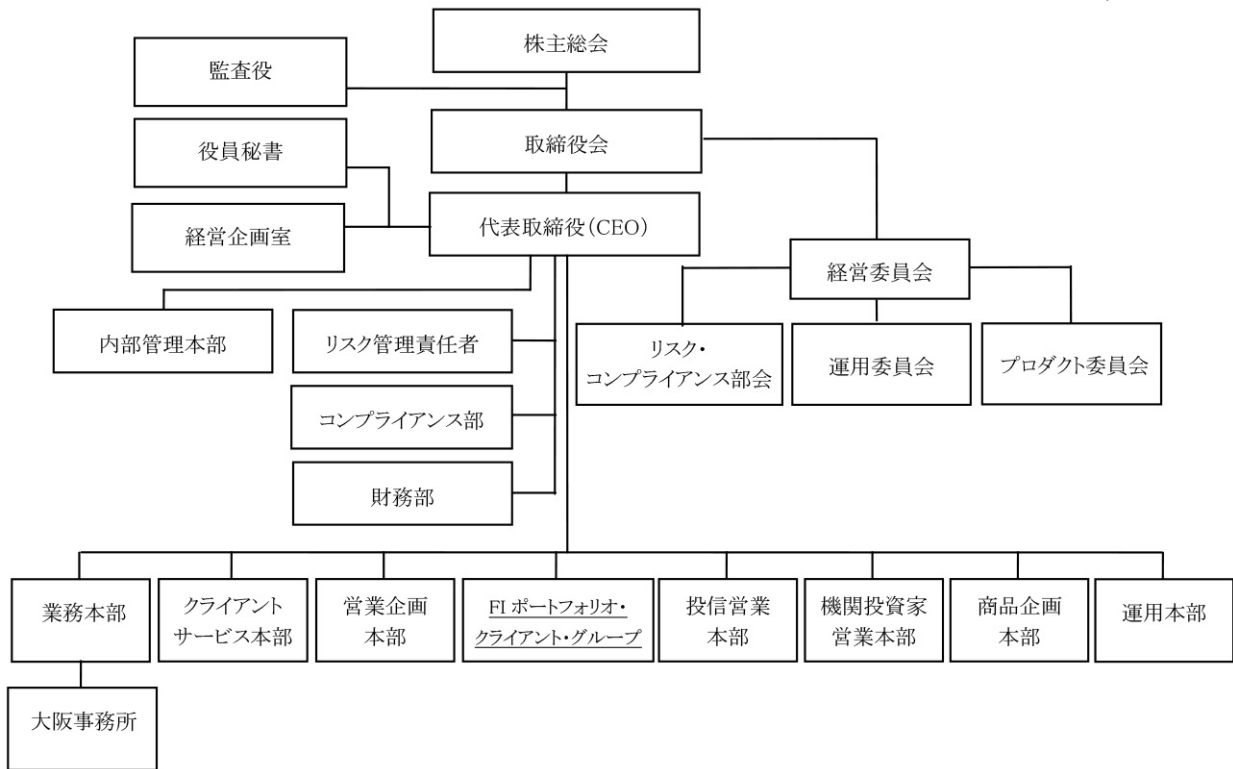 株主総会
監査役
取締役会
役員秘書
代表取締役(CEO)
経営企画室
経営委員会
内部管理本部
リスク管理責任者
リスク・
コンプライアンス部会
運用委員会
プロダクト委員会
コンプライアンス部
財務部
業務本部
クライアント
サービス本部
営業企画
本部
FI ポートフォリオ・
クライアント・グループ
投信営業
本部
機関投資家
営業本部
商品企画
本部
運用本部
大阪事務所